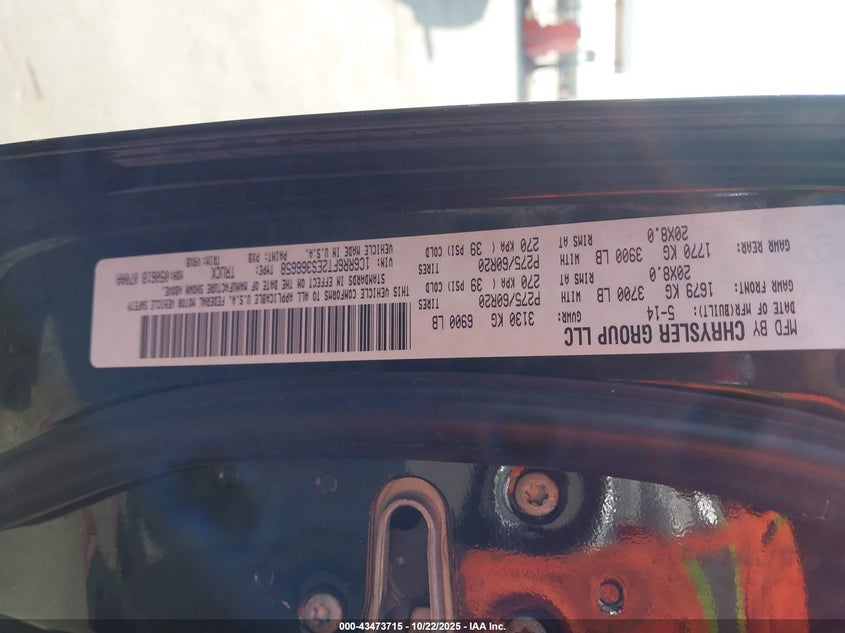 MFD BY CHRYSLER GROUP LLC
DATE OF MFR(BUILT): 5-14 GVWR: 3130 KG 6900 LB
GAWR FRONT: 1679 KG 3700 LB WITH TIRES P275/60R20
20X8.0 RIMS AT 270 KPA ( 39 PSI) COLD
GAWR REAR: 1770 KG 3900 LB WITH TIRES P275/60R20
20X8.0 RIMS AT 270 KPA ( 39 PSI) COLD
THIS VEHICLE CONFORMS TO ALL APPLICABLE U.S.A. FEDERAL MOTOR VEHICLE SAFETY
STANDARDS IN EFFECT ON THE DATE OF MANUFACTURE SHOWN ABOVE.
VIN: 1C6RR6FT2ES366858 TYPE: TRUCK
VEHICLE MADE IN U.S.A. PAINT: PXB TRIM:
000-43473715 - 10/22/2025 - IAA Inc.